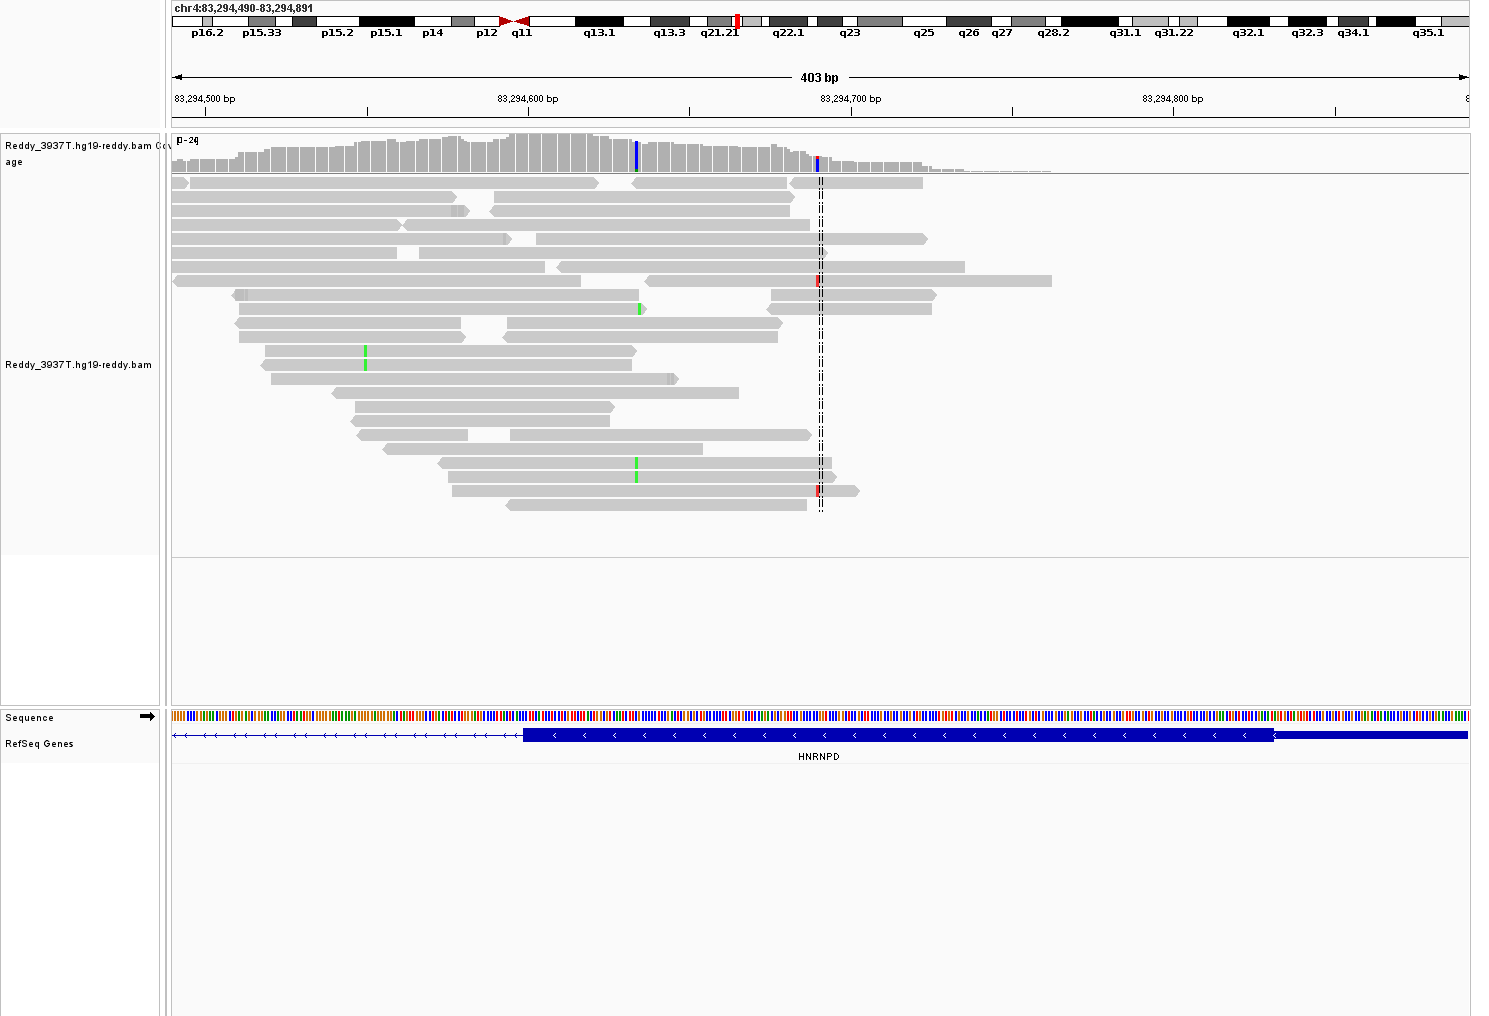 chr4:83,294,490-83,294,891
p16.2 p15.33 p15.2 p15.1 p14 p12 q11 q13.1 q13.3 q21.21 q22.1 q23 q25 q26 q27 q28.2 q31.1 q31.22 q32.1 q32.3 q34.1 q35.1
403 bp
83,294,500 bp 83,294,600 bp 83,294,700 bp 83,294,800 bp 8
Reddy_3937T.hg19-reddy.bam Cov
age
[0-24]
Reddy_3937T.hg19-reddy.bam
Sequence
RefSeq Genes
HNRNPD